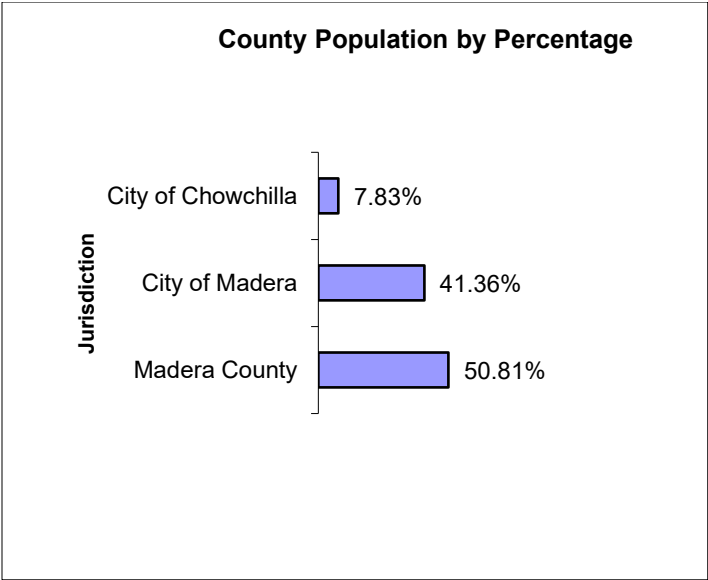 County Population by Percentage
Jurisdiction
City of Chowchilla 7.83%
City of Madera 41.36%
Madera County 50.81%